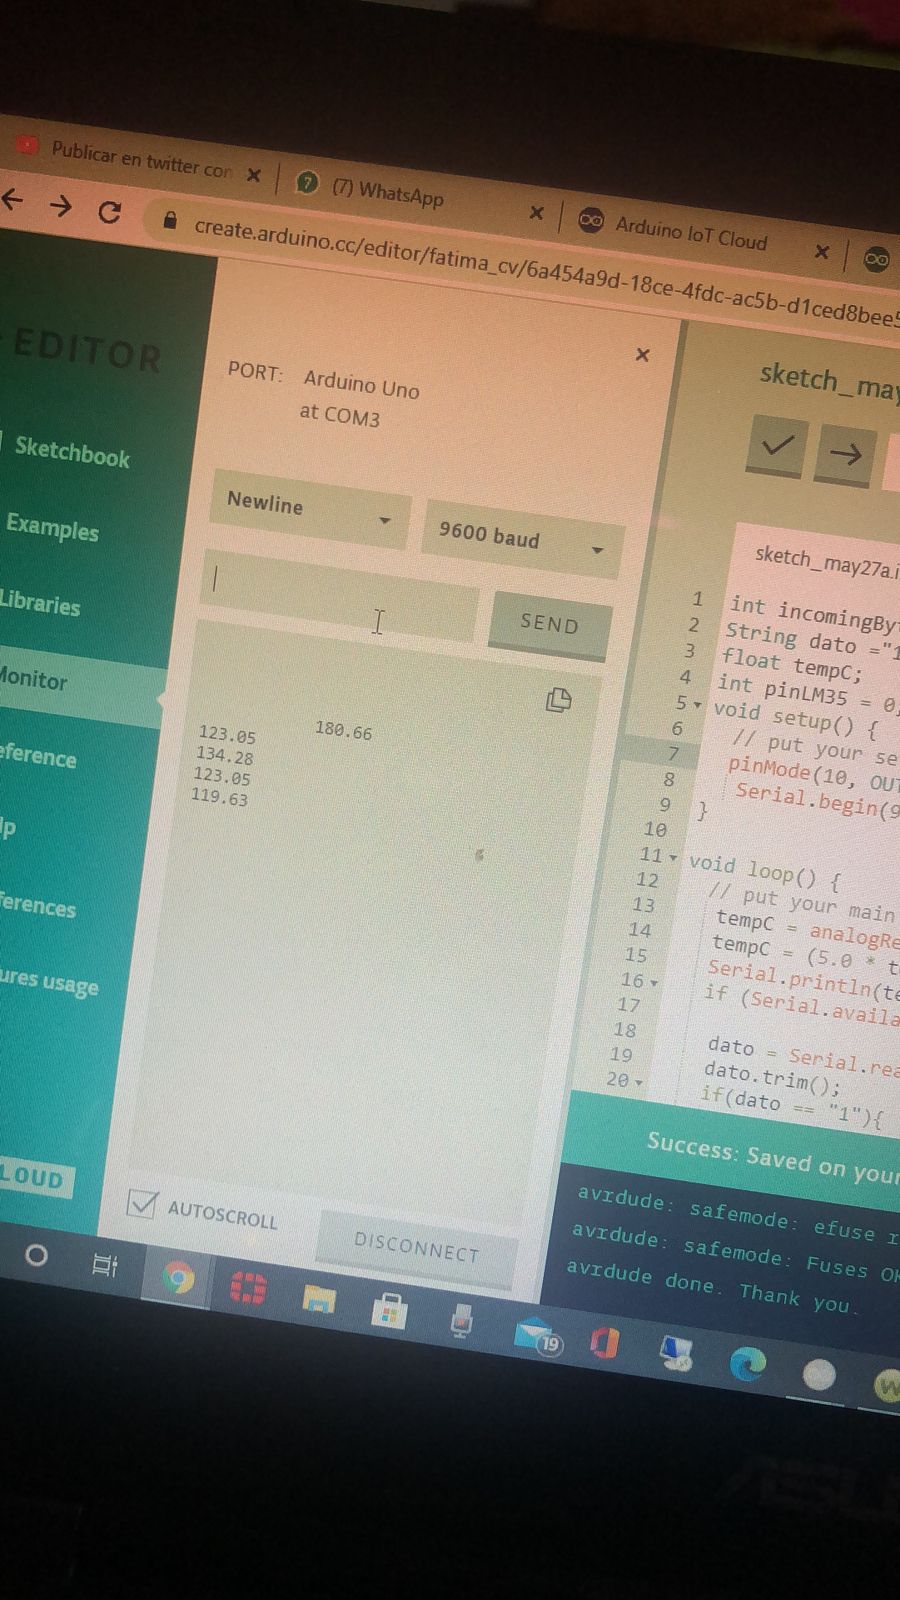 Publicar en twitter con
(7) WhatsApp
Arduino IoT Cloud
create.arduino.cc/editor/fatima_cv/6a454a9d-18ce-4fdc-ac5b-d1ced8bee5
EDITOR
Sketchbook
Examples
Libraries
Monitor
eference
lp
ferences
ures usage
LOUD
PORT: Arduino Uno
at COM3
Newline
9600 baud
SEND
180.66
123.05
134.28
123.05
119.63
AUTOSCROLL
DISCONNECT
sketch_may
sketch_may27a.i
1 int incomingByt
2 String dato ="1
3 float tempC;
4 int pinLM35 = 0;
5 void setup() {
6 // put your se
7 pinMode(10, OUT
8 Serial.begin(9
9 }
10
11 void loop() {
12 // put your main
13 tempC = analogRe
14 tempC = (5.0 * t
15 Serial.println(te
16 if (Serial.availa
17
18 dato = Serial.rea
19 dato.trim();
20 if(dato == "1"){
Success: Saved on your
avrdude: safemode: efuse r
avrdude: safemode: Fuses OK
avrdude done. Thank you.
19
ASUS